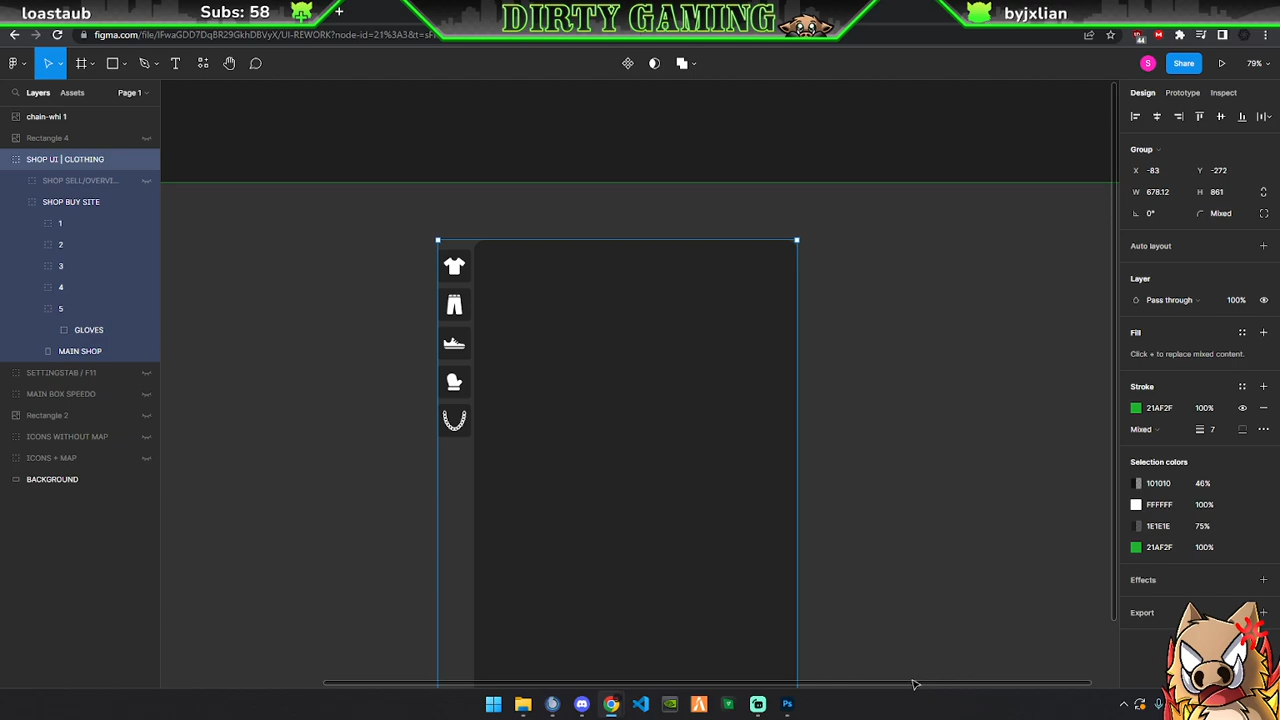 loastaub
Subs: 58
DIRTY GAMING
byjxlian
figma.com/file/IFwaGDD7DqBR29GkhDBVyX/UI-REWORK?node-id=21%3A3&t=sF
44
Layers
Assets
Page 1
S
Share
79%
chain-whi 1
Rectangle 4
SHOP UI | CLOTHING
SHOP SELL/OVERVI...
SHOP BUY SITE
1
2
3
4
5
GLOVES
MAIN SHOP
SETTINGSTAB / F11
MAIN BOX SPEEDO
Rectangle 2
ICONS WITHOUT MAP
ICONS + MAP
BACKGROUND
Design
Prototype
Inspect
Group
X -83
Y -272
W 678.12
H 861
0°
Mixed
Auto layout
Layer
Pass through
100%
Fill
Click + to replace mixed content.
Stroke
21AF2F 100%
Mixed
7
Selection colors
101010 46%
FFFFFF 100%
1E1E1E 75%
21AF2F 100%
Effects
Export
Ps